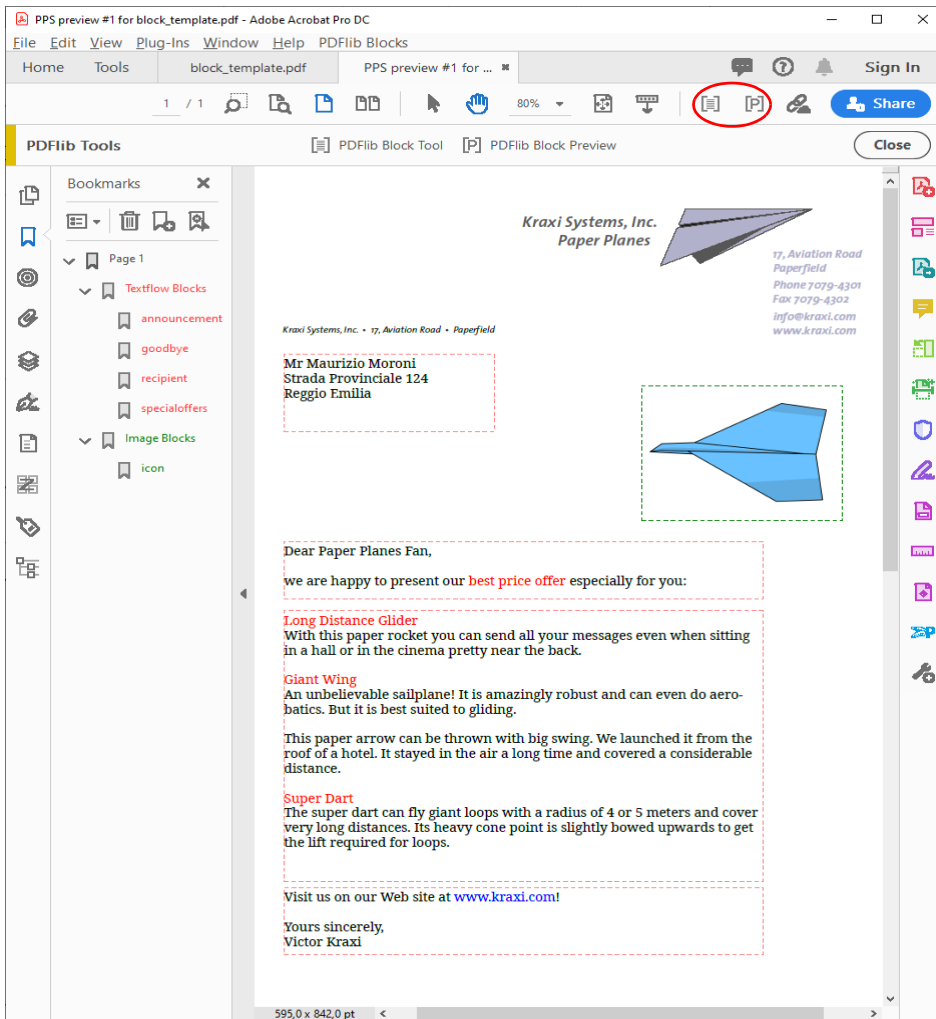 PPS preview #1 for block_template.pdf - Adobe Acrobat Pro DC
File Edit View Plug-Ins Window Help PDFlib Blocks
Home Tools block_template.pdf PPS preview #1 for ... Sign In
1 / 1 80% [P] Share
PDFlib Tools PDFlib Block Tool [P] PDFlib Block Preview Close
Bookmarks
Page 1
Textflow Blocks
announcement
goodbye
recipient
specialoffers
Image Blocks
icon
Kraxi Systems, Inc.
Paper Planes
17, Aviation Road
Paperfield
Phone 7079-4301
Fax 7079-4302
info@kraxi.com
www.kraxi.com
Kraxi Systems, Inc. • 17, Aviation Road • Paperfield
Mr Maurizio Moroni
Strada Provinciale 124
Reggio Emilia
Dear Paper Planes Fan,
we are happy to present our best price offer especially for you:
Long Distance Glider
With this paper rocket you can send all your messages even when sitting
in a hall or in the cinema pretty near the back.
Giant Wing
An unbelievable sailplane! It is amazingly robust and can even do aero-
batics. But it is best suited to gliding.
This paper arrow can be thrown with big swing. We launched it from the
roof of a hotel. It stayed in the air a long time and covered a considerable
distance.
Super Dart
The super dart can fly giant loops with a radius of 4 or 5 meters and cover
very long distances. Its heavy cone point is slightly bowed upwards to get
the lift required for loops.
Visit us on our Web site at www.kraxi.com!
Yours sincerely,
Victor Kraxi
595,0 x 842,0 pt